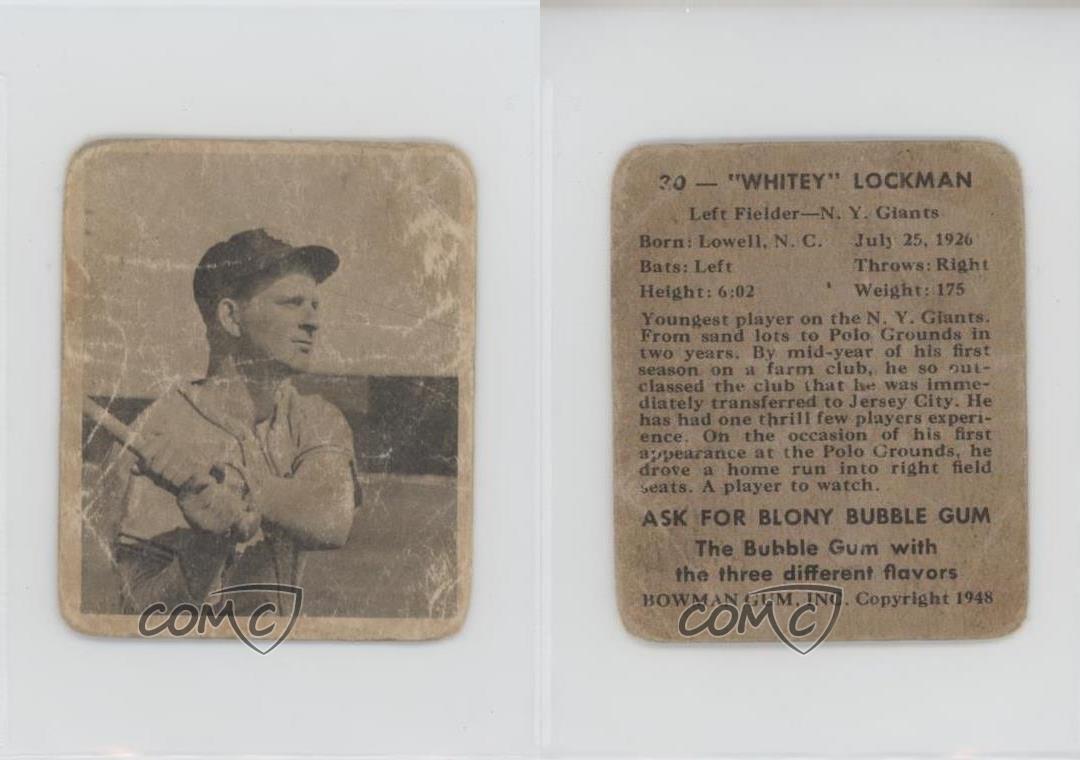 30 — "WHITEY" LOCKMAN
Left Fielder—N. Y. Giants
Born: Lowell, N. C. July 25, 1926
Bats: Left Throws: Right
Height: 6:02 Weight: 175
Youngest player on the N. Y. Giants.
From sand lots to Polo Grounds in
two years. By mid-year of his first
season on a farm club, he so out-
classed the club that he was imme-
diately transferred to Jersey City. He
has had one thrill few players experi-
ence. On the occasion of his first
appearance at the Polo Grounds, he
drove a home run into right field
seats. A player to watch.
ASK FOR BLONY BUBBLE GUM
The Bubble Gum with
the three different flavors
BOWMAN GUM, INC. Copyright 1948
COMC
COMC